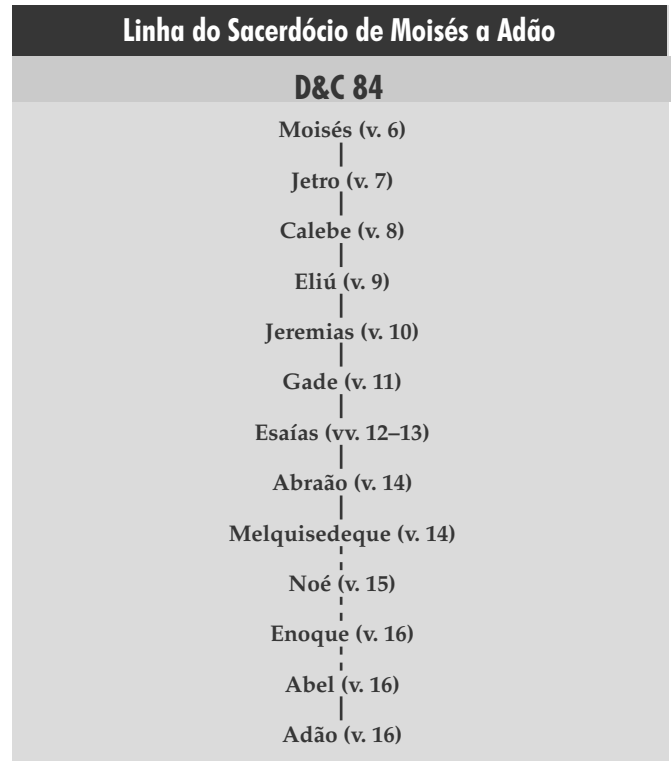 Linha do Sacerdócio de Moisés a Adão
D&C 84
Moisés (v. 6)
Jetro (v. 7)
Calebe (v. 8)
Eliú (v. 9)
Jeremias (v. 10)
Gade (v. 11)
Esaías (vv. 12–13)
Abraão (v. 14)
Melquisedeque (v. 14)
Noé (v. 15)
Enoque (v. 16)
Abel (v. 16)
Adão (v. 16)